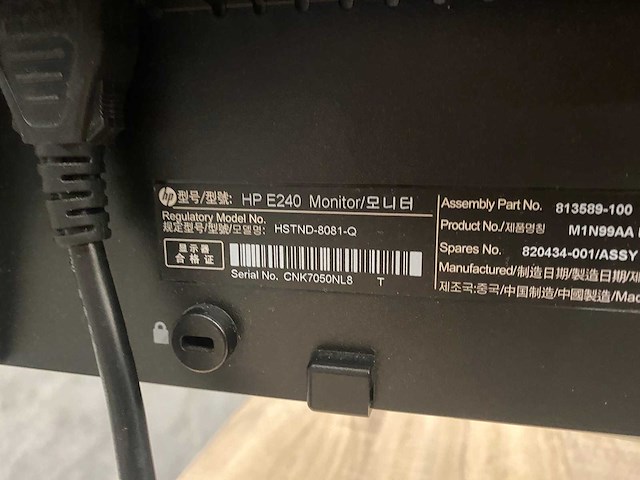 hp 型号/型號: HP E240 Monitor/모니터
Regulatory Model No.
规定型号/型號/모델명: HSTND-8081-Q
显示器
合格证
Serial No. CNK7050NL8 T
Assembly Part No. 813589-100
Product No./제품명칭 M1N99AA
Spares No. 820434-001/ASSY
Manufactured/制造日期/製造日期/제
제조국:중국/中国制造/中國製造/Mad